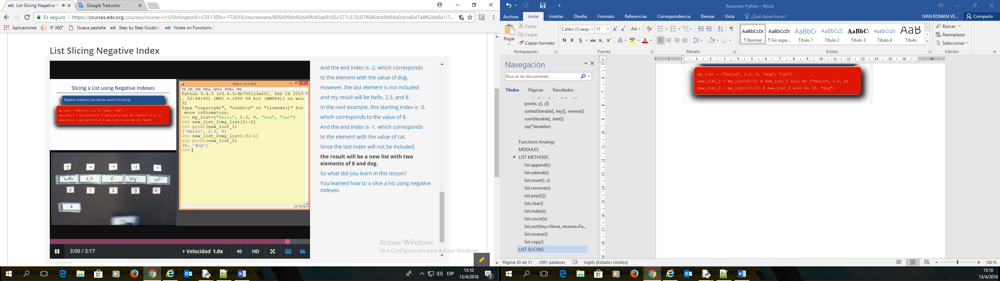 List Slicing Negative I
Google Traductor
Es seguro
https://courses.edx.org/courses/course-v1:UTArlingtonX+CSE1309x+1T2018/courseware/805b89dcf6cb49fcb5ab8165c377c378/07f686dcb0b84a0cbce6d7a4f624e8a1/?...
Aplicaciones
IP 360°
Nueva pestaña
Step by Step Guidelin
Notes on Functions |
List Slicing Negative Index
Slicing a List using Negative Indexes
Negative index(es) may also be used in list slicing.
my_list = ["hello", 2.3, 8, "dog", "cat"]
new_list_1 = my_list[0:-2] # new_list_1 will be ["hello", 2.3, 8]
new_list_2 = my_list[-3:-1] # new_list_2 will be [8, "dog"]
Python 3.4.3 Shell
File Edit Shell Debug Options Window Help
Python 3.4.3 (v3.4.3:9b73f1c3e601, Feb 24 2015
, 22:44:40) [MSC v.1600 64 bit (AMD64)] on win
32
Type "copyright", "credits" or "license()" for
more information.
>>> my_list=["hello", 2.3, 8, "dog", "cat"]
>>> new_list_1=my_list[0:-2]
>>> print(new_list_1)
['hello', 2.3, 8]
>>> new_list_2=my_list[-3:-1]
>>> print(new_list_2)
[8, 'dog']
>>>
Ln: 10 Col: 4
-5 -4 -3 -2 -1
"hello" 2.3 8 "dog" "cat"
0 1 2 3 4
8
And the end index is -2, which corresponds
to the element with the value of dog.
However, the last element is not included
and my result will be hello, 2.3, and 8.
In the next example, this starting index is -3,
which corresponds to the value of 8.
And the end index is -1, which corresponds
to the element with the value of cat.
Since the last index will not be included,
the result will be a new list with two
elements of 8 and dog.
So what did you learn in this lesson?
You learned how to a slice a list using negative
indexes.
3:00 / 3:17
Velocidad 1.0x
HD
CC
Pausar
Activar Windows
Ve a Configuración para activar Windows.
ESP
15:10
13/4/2018
2
Resumen Python - Word
Archivo
Inicio
Insertar
Diseño
Formato
Referencias
Correspondencia
Revisar
Vista
¿Qué desea hacer?
IVAN ROMAN VE...
Compartir
Pegar
Cortar
Copiar
Copiar formato
Portapapeles
Calibri (Cuerpo
11
N K S abc x₂ x²
Fuente
Párrafo
AaBbCcDc
¶ Normal
AaBbCcDc
¶ Sin espa...
AaBbCc
Título 1
AaBbCcE
Título 2
AaBbC
Título 3
AaBbCcDc
Título 4
AaB
Título
Estilos
Buscar
Reemplazar
Seleccionar
Edición
Navegación
Buscar en documento
Títulos
Páginas
Resultados
pow(x, y[, z])
sorted(iterable[, key][, reverse])
sum(iterable[, start])
zip(*iterables)
Functions Analogy
MODULES
LIST METHODS
list.append(x)
list.extend(x)
list.insert(i, x)
list.remove(x)
list.pop([i])
list.clear()
list.index(x)
list.count(x)
list.sort(key=None, reverse=Fa...
list.reverse()
list.copy()
LIST SLICING
my_list = ["hello", 2.3, 8, "dog", "cat"]
new_list_1 = my_list[0:-2] # new_list_1 will be ["hello", 2.3, 8]
new_list_2 = my_list[-3:-1] # new_list_2 will be [8, "dog"]
Página 30 de 31
2981 palabras
Inglés (Estados Unidos)
100 %
15:10
13/4/2018